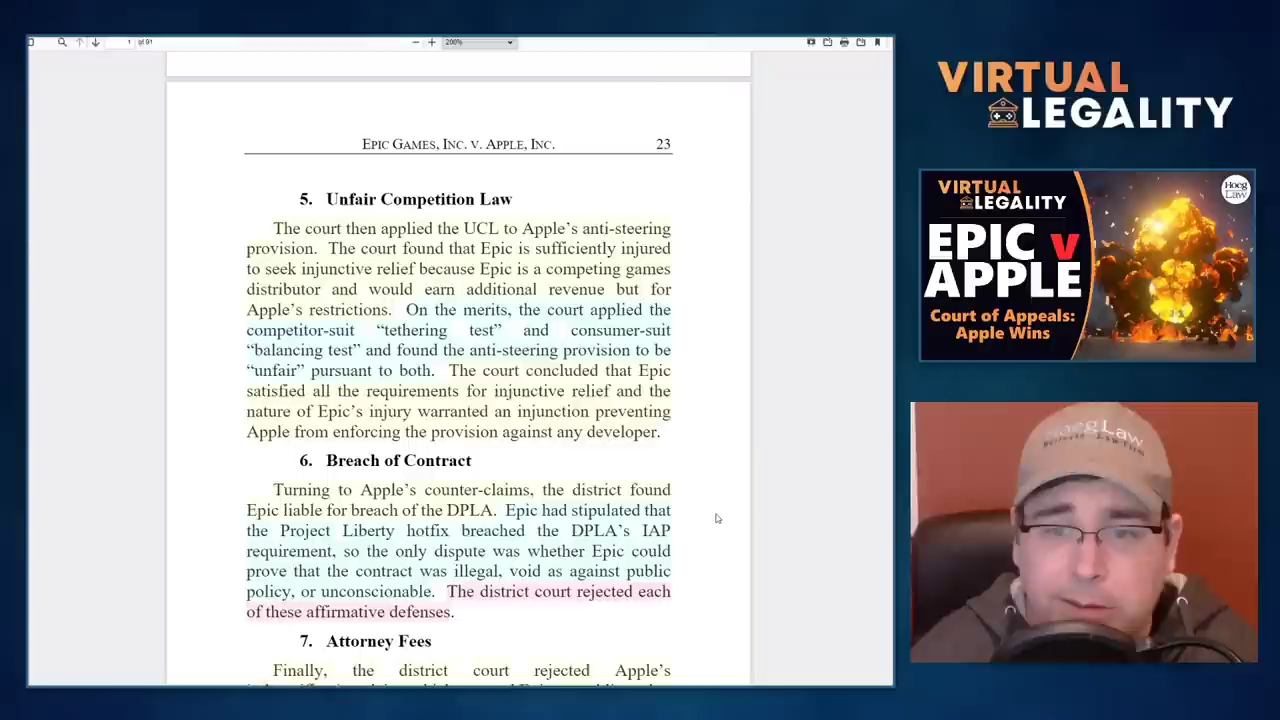 1 of 91
200%
EPIC GAMES, INC. V. APPLE, INC. 23
5. Unfair Competition Law
The court then applied the UCL to Apple's anti-steering
provision. The court found that Epic is sufficiently injured
to seek injunctive relief because Epic is a competing games
distributor and would earn additional revenue but for
Apple's restrictions. On the merits, the court applied the
competitor-suit “tethering test” and consumer-suit
“balancing test” and found the anti-steering provision to be
“unfair” pursuant to both. The court concluded that Epic
satisfied all the requirements for injunctive relief and the
nature of Epic's injury warranted an injunction preventing
Apple from enforcing the provision against any developer.
6. Breach of Contract
Turning to Apple's counter-claims, the district found
Epic liable for breach of the DPLA. Epic had stipulated that
the Project Liberty hotfix breached the DPLA's IAP
requirement, so the only dispute was whether Epic could
prove that the contract was illegal, void as against public
policy, or unconscionable. The district court rejected each
of these affirmative defenses.
7. Attorney Fees
Finally, the district court rejected Apple's
VIRTUAL
LEGALITY
VIRTUAL
LEGALITY
Hoeg
Law
EPIC v
APPLE
Court of Appeals:
Apple Wins
Hoeg Law